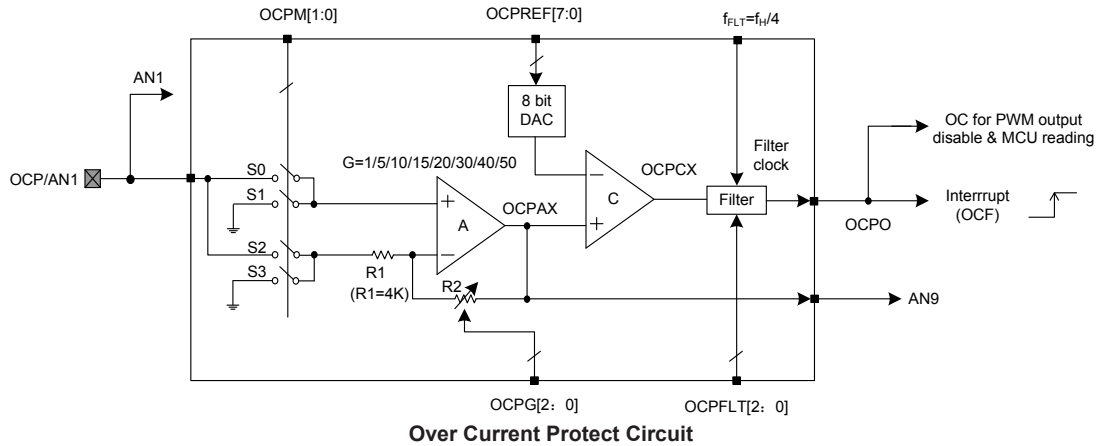 OCPM[1:0]
OCPREF[7:0]
fFLT=fH/4
AN1
8 bit
DAC
OC for PWM output
disable & MCU reading
Filter
clock
G=1/5/10/15/20/30/40/50
OCP/AN1
S0
S1
S2
S3
+
−
A
OCPAX
−
+
C
OCPCX
Filter
OCPO
Interrrupt
(OCF)
R1
(R1=4K)
R2
AN9
OCPG[2: 0]
OCPFLT[2: 0]
Over Current Protect Circuit